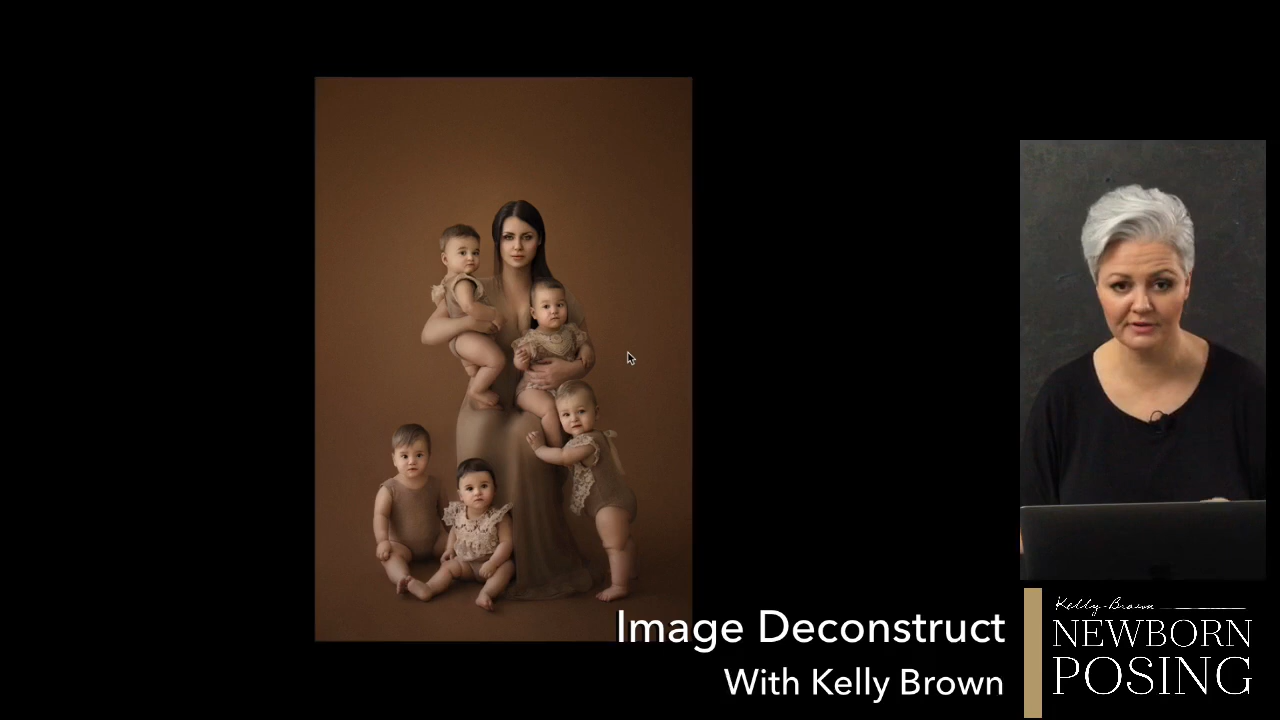 Image Deconstruct
With Kelly Brown
Kelly Brown
NEWBORN
POSING